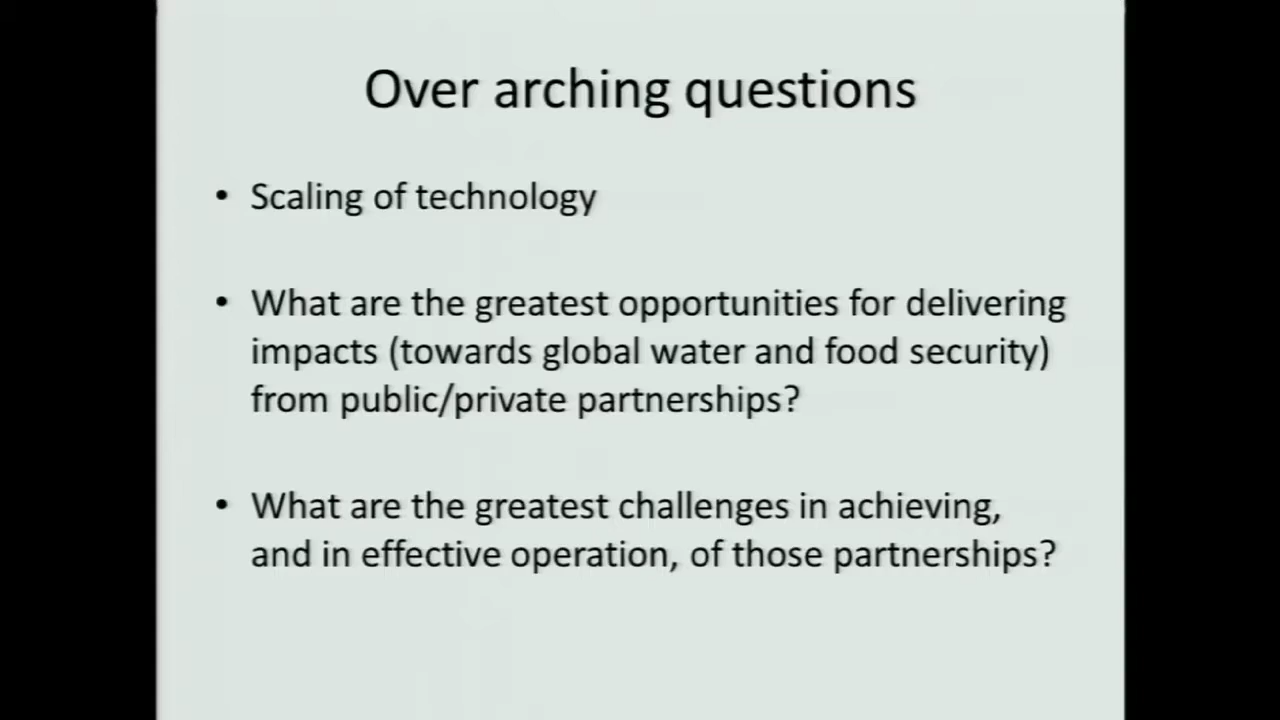 Over arching questions
• Scaling of technology
• What are the greatest opportunities for delivering
impacts (towards global water and food security)
from public/private partnerships?
• What are the greatest challenges in achieving,
and in effective operation, of those partnerships?